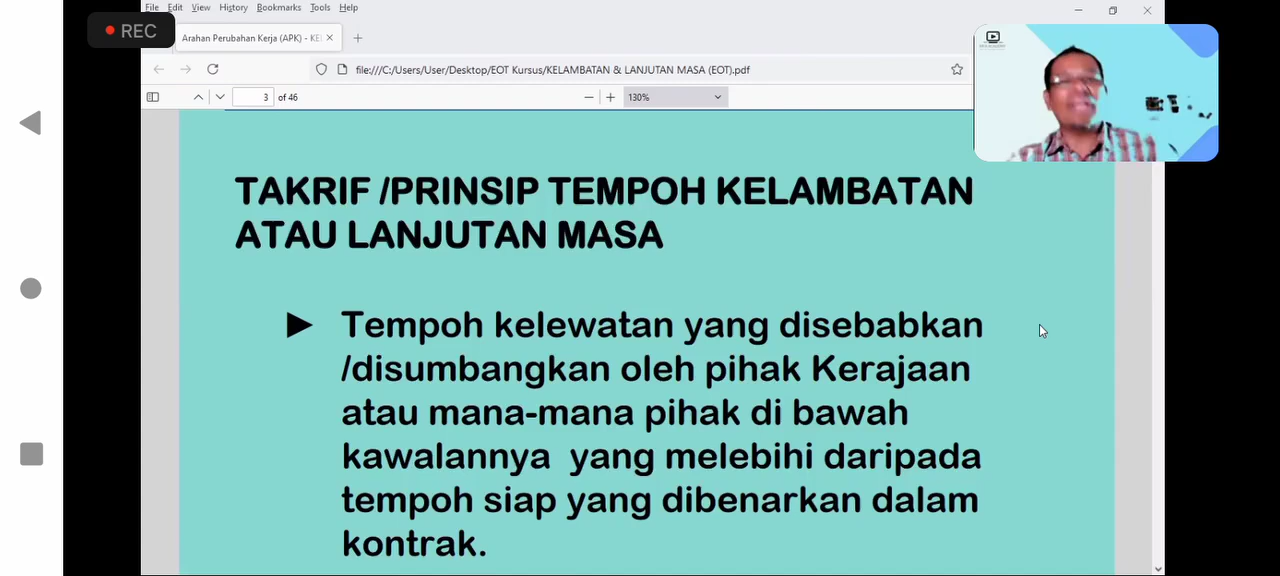 File Edit View History Bookmarks Tools Help
REC
Arahan Perubahan Kerja (APK) - KE
file:///C:/Users/User/Desktop/EOT Kursus/KELAMBATAN & LANJUTAN MASA (EOT).pdf
3 of 46
130%
TAKRIF /PRINSIP TEMPOH KELAMBATAN
ATAU LANJUTAN MASA
Tempoh kelewatan yang disebabkan
/disumbangkan oleh pihak Kerajaan
atau mana-mana pihak di bawah
kawalannya yang melebihi daripada
tempoh siap yang dibenarkan dalam
kontrak.